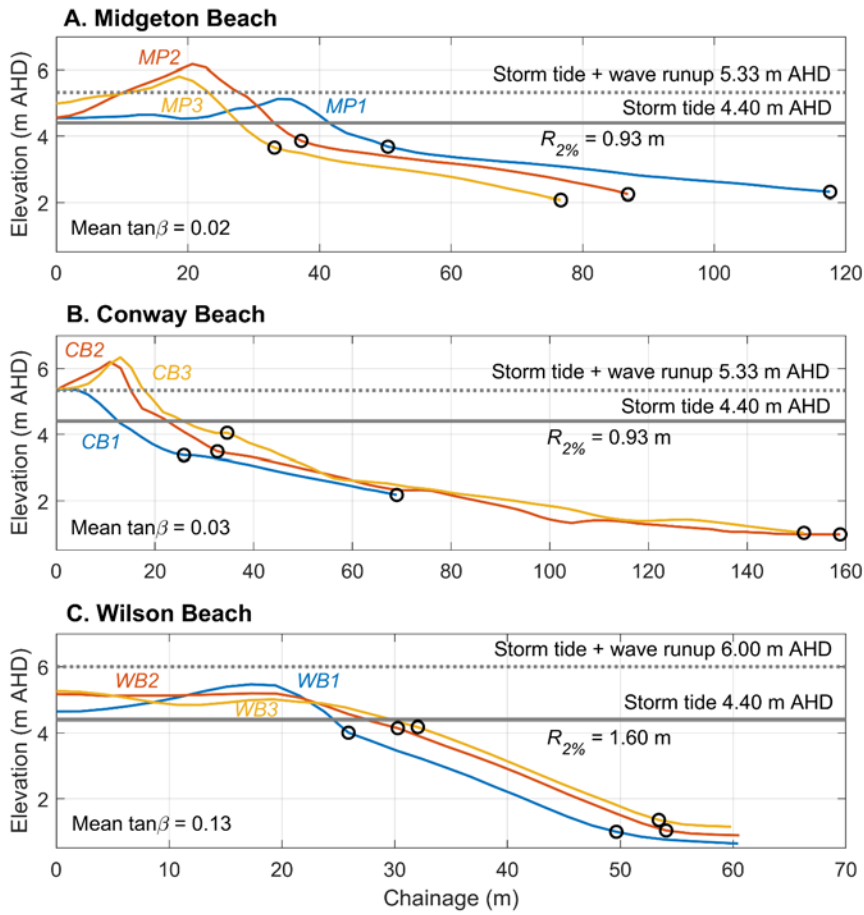 A. Midgeton Beach
Elevation (m AHD)
6
4
2
MP2
MP3
MP1
Storm tide + wave runup 5.33 m AHD
Storm tide 4.40 m AHD
R2% = 0.93 m
Mean tanβ = 0.02
0 20 40 60 80 100 120
B. Conway Beach
Elevation (m AHD)
6
4
2
CB2
CB3
CB1
Storm tide + wave runup 5.33 m AHD
Storm tide 4.40 m AHD
R2% = 0.93 m
Mean tanβ = 0.03
0 20 40 60 80 100 120 140 160
C. Wilson Beach
Elevation (m AHD)
6
4
2
WB2
WB1
WB3
Storm tide + wave runup 6.00 m AHD
Storm tide 4.40 m AHD
R2% = 1.60 m
Mean tanβ = 0.13
0 10 20 30 40 50 60 70
Chainage (m)